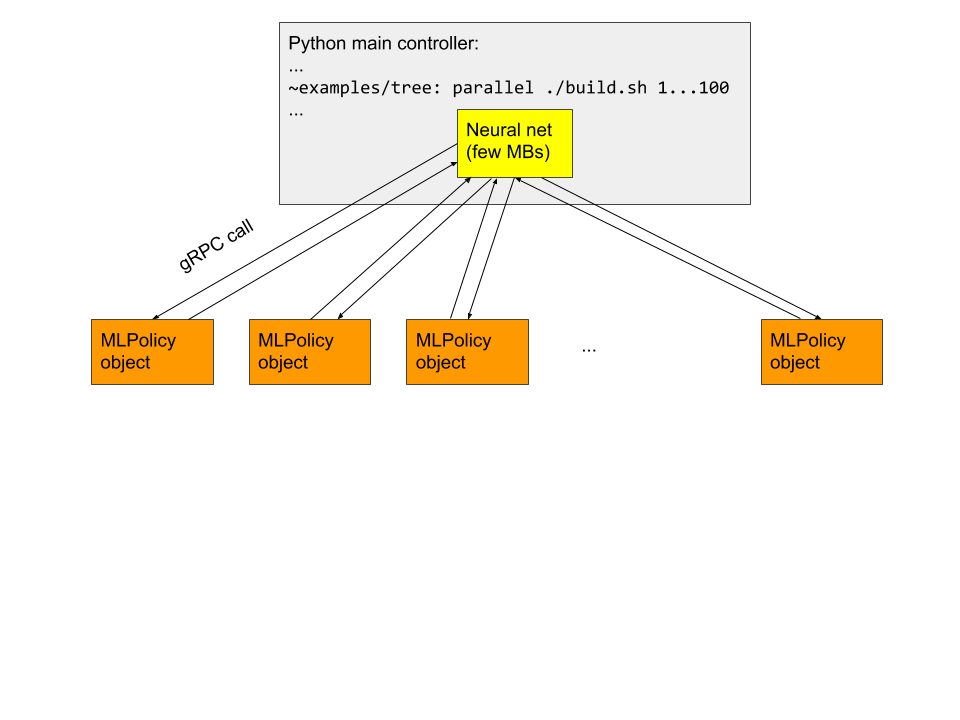 Python main controller:
...
~examples/tree: parallel ./build.sh 1...100
...
Neural net
(few MBs)
gRPC call
MLPolicy
object
MLPolicy
object
MLPolicy
object
...
MLPolicy
object